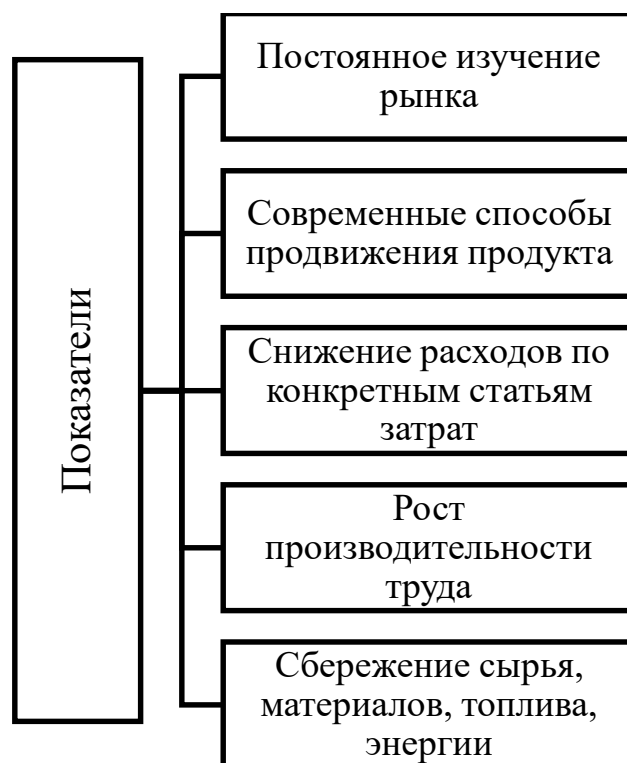 Показатели
Постоянное изучение
рынка
Современные способы
продвижения продукта
Снижение расходов по
конкретным статьям
затрат
Рост
производительности
труда
Сбережение сырья,
материалов, топлива,
энергии